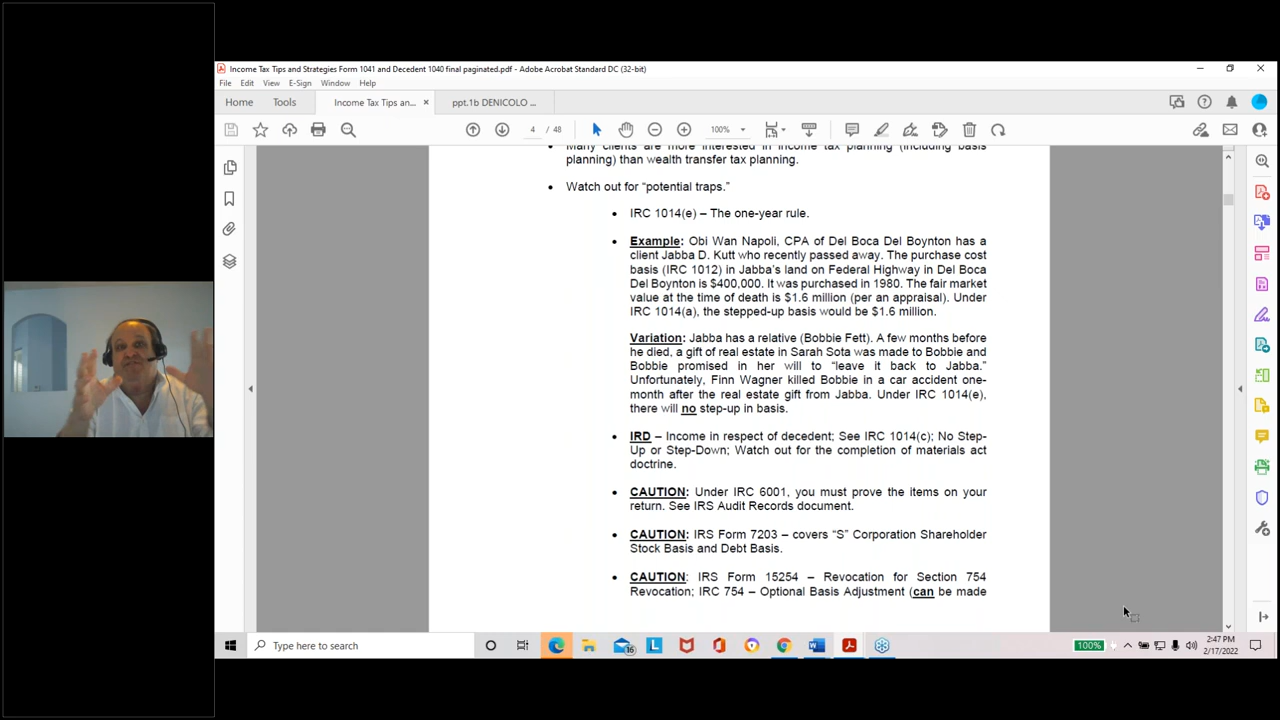 Income Tax Tips and Strategies Form 1041 and Decedent 1040 final paginated.pdf - Adobe Acrobat Standard DC (32-bit)
File Edit View E-Sign Window Help
Home Tools Income Tax Tips an... × ppt.1b DENICOLO ...
4 / 48 100%
Many clients are more interested in income tax planning (including basis
planning) than wealth transfer tax planning.
• Watch out for “potential traps.”
• IRC 1014(e) – The one-year rule.
• Example: Obi Wan Napoli, CPA of Del Boca Del Boynton has a
client Jabba D. Kutt who recently passed away. The purchase cost
basis (IRC 1012) in Jabba’s land on Federal Highway in Del Boca
Del Boynton is $400,000. It was purchased in 1980. The fair market
value at the time of death is $1.6 million (per an appraisal). Under
IRC 1014(a), the stepped-up basis would be $1.6 million.
Variation: Jabba has a relative (Bobbie Fett). A few months before
he died, a gift of real estate in Sarah Sota was made to Bobbie and
Bobbie promised in her will to “leave it back to Jabba.”
Unfortunately, Finn Wagner killed Bobbie in a car accident one-
month after the real estate gift from Jabba. Under IRC 1014(e),
there will no step-up in basis.
• IRD – Income in respect of decedent; See IRC 1014(c); No Step-
Up or Step-Down; Watch out for the completion of materials act
doctrine.
• CAUTION: Under IRC 6001, you must prove the items on your
return. See IRS Audit Records document.
• CAUTION: IRS Form 7203 – covers “S” Corporation Shareholder
Stock Basis and Debt Basis.
• CAUTION: IRS Form 15254 – Revocation for Section 754
Revocation; IRC 754 – Optional Basis Adjustment (can be made
Type here to search
16
100%
2:47 PM
2/17/2022